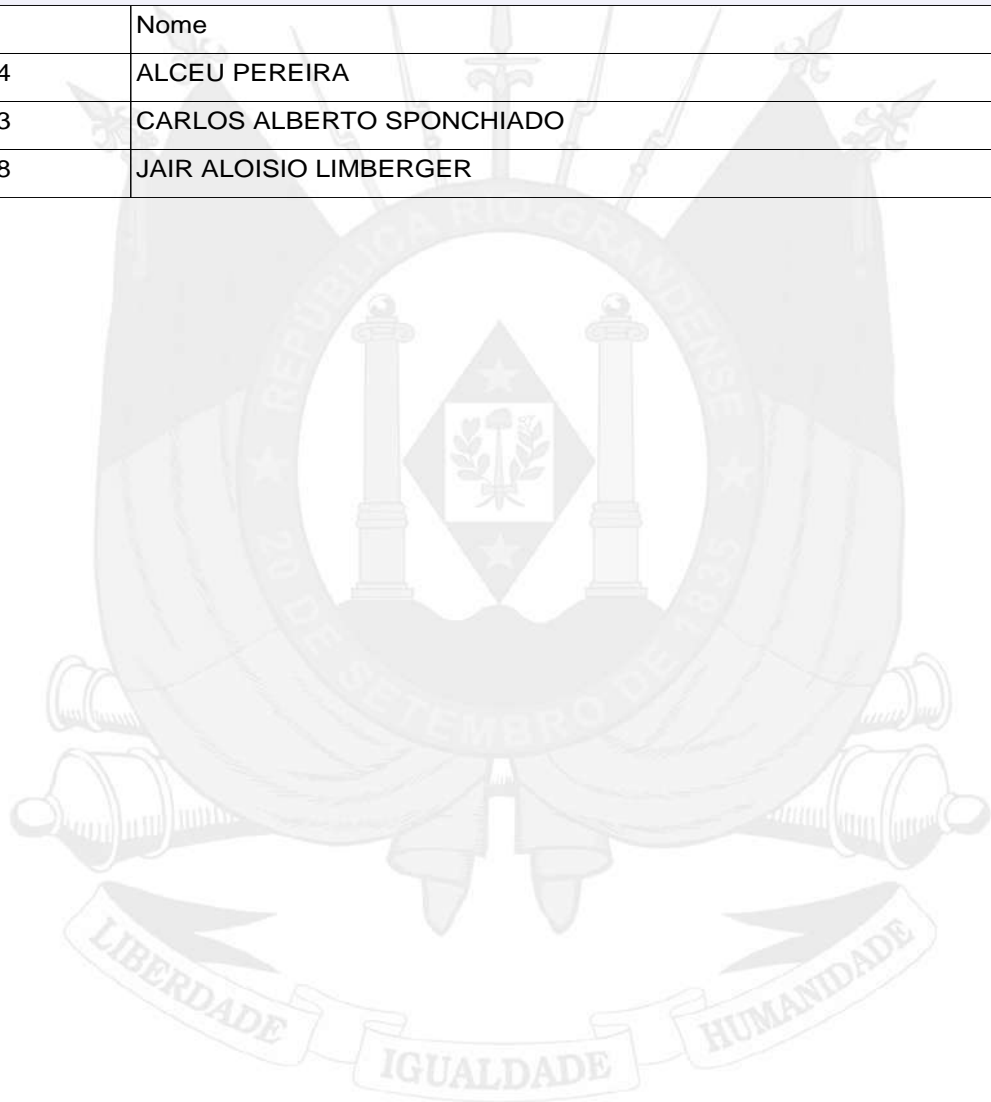 Nome
4 ALCEU PEREIRA
3 CARLOS ALBERTO SPONCHIADO
8 JAIR ALOISIO LIMBERGER
REPÚBLICA RIO-GRANDENSE
20 DE SETEMBRO DE 1835
LIBERDADE IGUALDADE HUMANIDADE